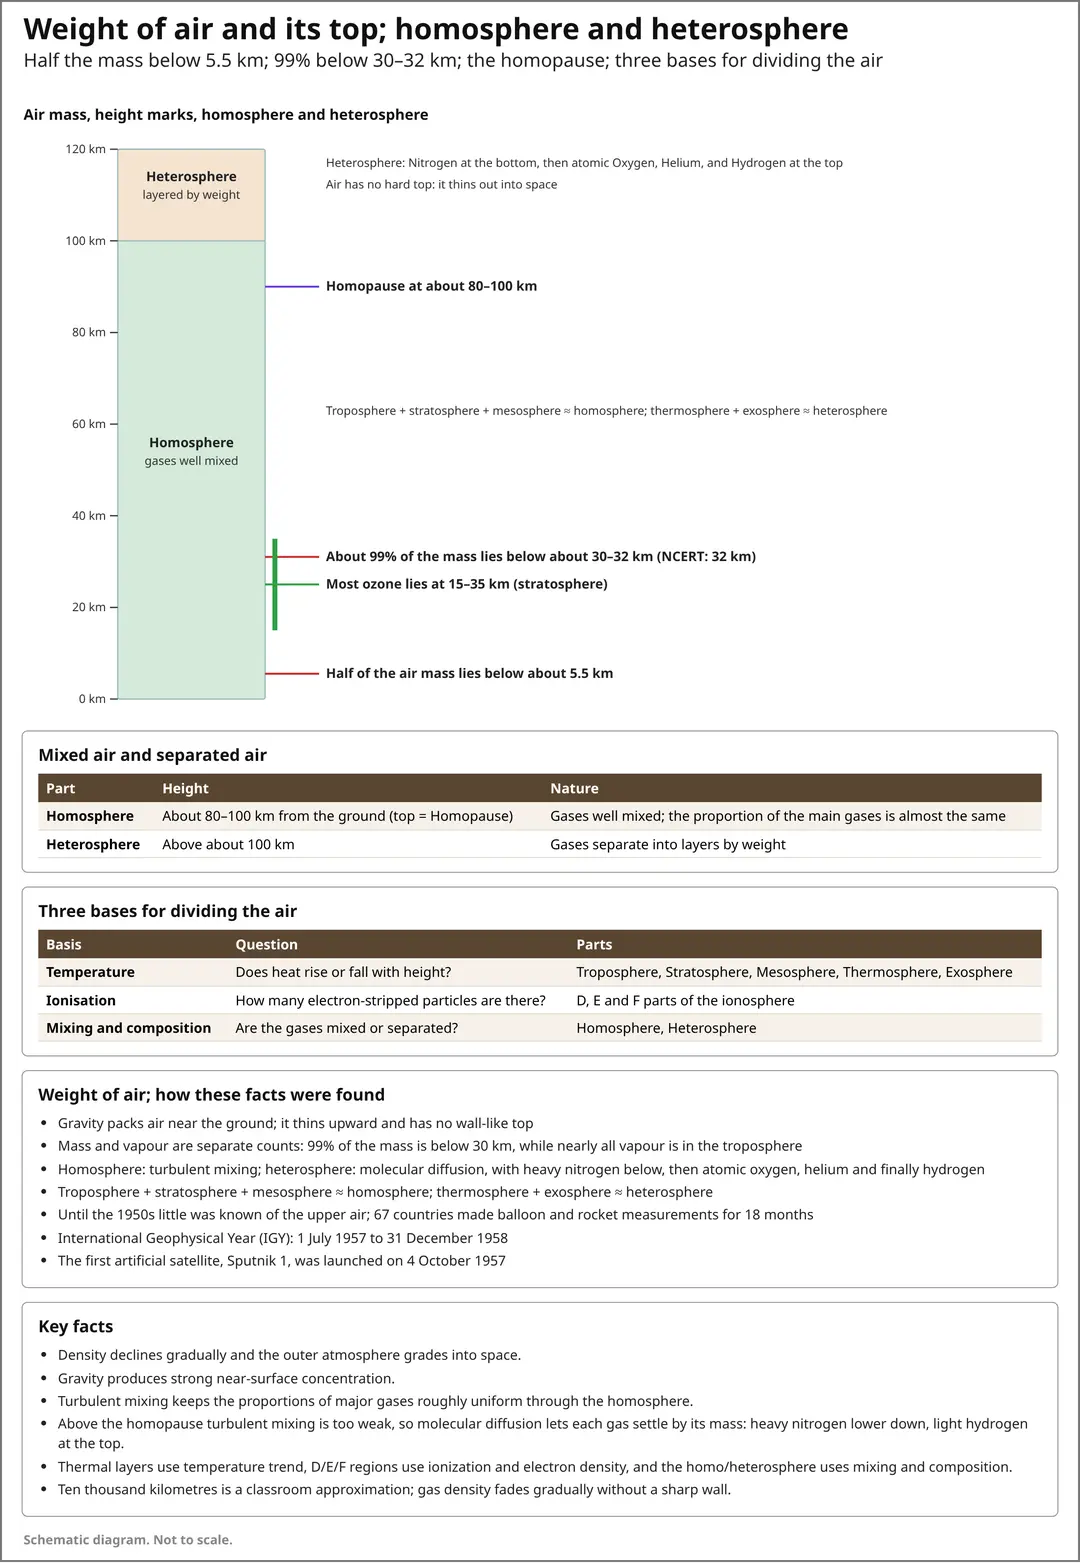 Weight of air and its top; homosphere and heterosphere
Half the mass below 5.5 km; 99% below 30–32 km; the homopause; three bases for dividing the air
Air mass, height marks, homosphere and heterosphere
120 km
Heterosphere
layered by weight
Heterosphere: Nitrogen at the bottom, then atomic Oxygen, Helium, and Hydrogen at the top
Air has no hard top: it thins out into space
100 km
Homopause at about 80–100 km
80 km
Troposphere + stratosphere + mesosphere ≈ homosphere; thermosphere + exosphere ≈ heterosphere
60 km
Homosphere
gases well mixed
40 km
About 99% of the mass lies below about 30–32 km (NCERT: 32 km)
Most ozone lies at 15–35 km (stratosphere)
20 km
Half of the air mass lies below about 5.5 km
0 km
Mixed air and separated air
Part Height Nature
Homosphere About 80–100 km from the ground (top = Homopause) Gases well mixed; the proportion of the main gases is almost the same
Heterosphere Above about 100 km Gases separate into layers by weight
Three bases for dividing the air
Basis Question Parts
Temperature Does heat rise or fall with height? Troposphere, Stratosphere, Mesosphere, Thermosphere, Exosphere
Ionisation How many electron-stripped particles are there? D, E and F parts of the ionosphere
Mixing and composition Are the gases mixed or separated? Homosphere, Heterosphere
Weight of air; how these facts were found
• Gravity packs air near the ground; it thins upward and has no wall-like top
• Mass and vapour are separate counts: 99% of the mass is below 30 km, while nearly all vapour is in the troposphere
• Homosphere: turbulent mixing; heterosphere: molecular diffusion, with heavy nitrogen below, then atomic oxygen, helium and finally hydrogen
• Troposphere + stratosphere + mesosphere ≈ homosphere; thermosphere + exosphere ≈ heterosphere
• Until the 1950s little was known of the upper air; 67 countries made balloon and rocket measurements for 18 months
• International Geophysical Year (IGY): 1 July 1957 to 31 December 1958
• The first artificial satellite, Sputnik 1, was launched on 4 October 1957
Key facts
• Density declines gradually and the outer atmosphere grades into space.
• Gravity produces strong near-surface concentration.
• Turbulent mixing keeps the proportions of major gases roughly uniform through the homosphere.
• Above the homopause turbulent mixing is too weak, so molecular diffusion lets each gas settle by its mass: heavy nitrogen lower down, light hydrogen
at the top.
• Thermal layers use temperature trend, D/E/F regions use ionization and electron density, and the homo/heterosphere uses mixing and composition.
• Ten thousand kilometres is a classroom approximation; gas density fades gradually without a sharp wall.
Schematic diagram. Not to scale.